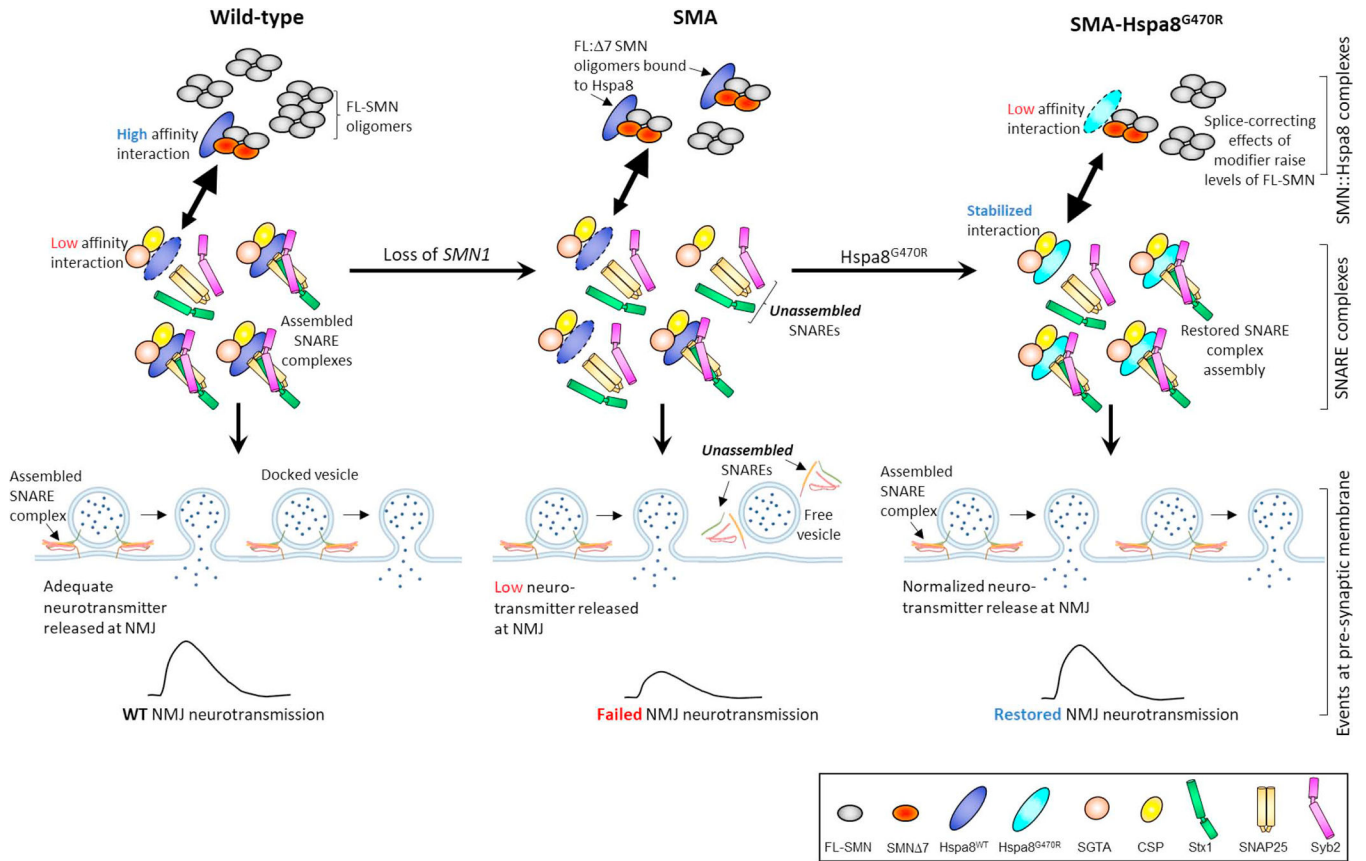 Wild-type
SMA
SMA-Hspa8G470R
FL-SMN
oligomers
High affinity
interaction
Low affinity
interaction
Assembled
SNARE
complexes
Loss of SMN1
FL:Δ7 SMN
oligomers bound
to Hspa8
Unassembled
SNAREs
Hspa8G470R
Low affinity
interaction
Splice-correcting
effects of
modifier raise
levels of FL-SMN
Stabilized
interaction
Restored SNARE
complex
assembly
SMN::Hspa8 complexes
SNARE complexes
Events at pre-synaptic membrane
Assembled
SNARE
complex
Docked vesicle
Adequate
neurotransmitter
released at NMJ
WT NMJ neurotransmission
Unassembled
SNAREs
Free
vesicle
Low neuro-
transmitter released
at NMJ
Failed NMJ neurotransmission
Assembled
SNARE
complex
Normalized neuro-
transmitter release at NMJ
Restored NMJ neurotransmission
FL-SMN
SMNΔ7
Hspa8WT
Hspa8G470R
SGTA
CSP
Stx1
SNAP25
Syb2